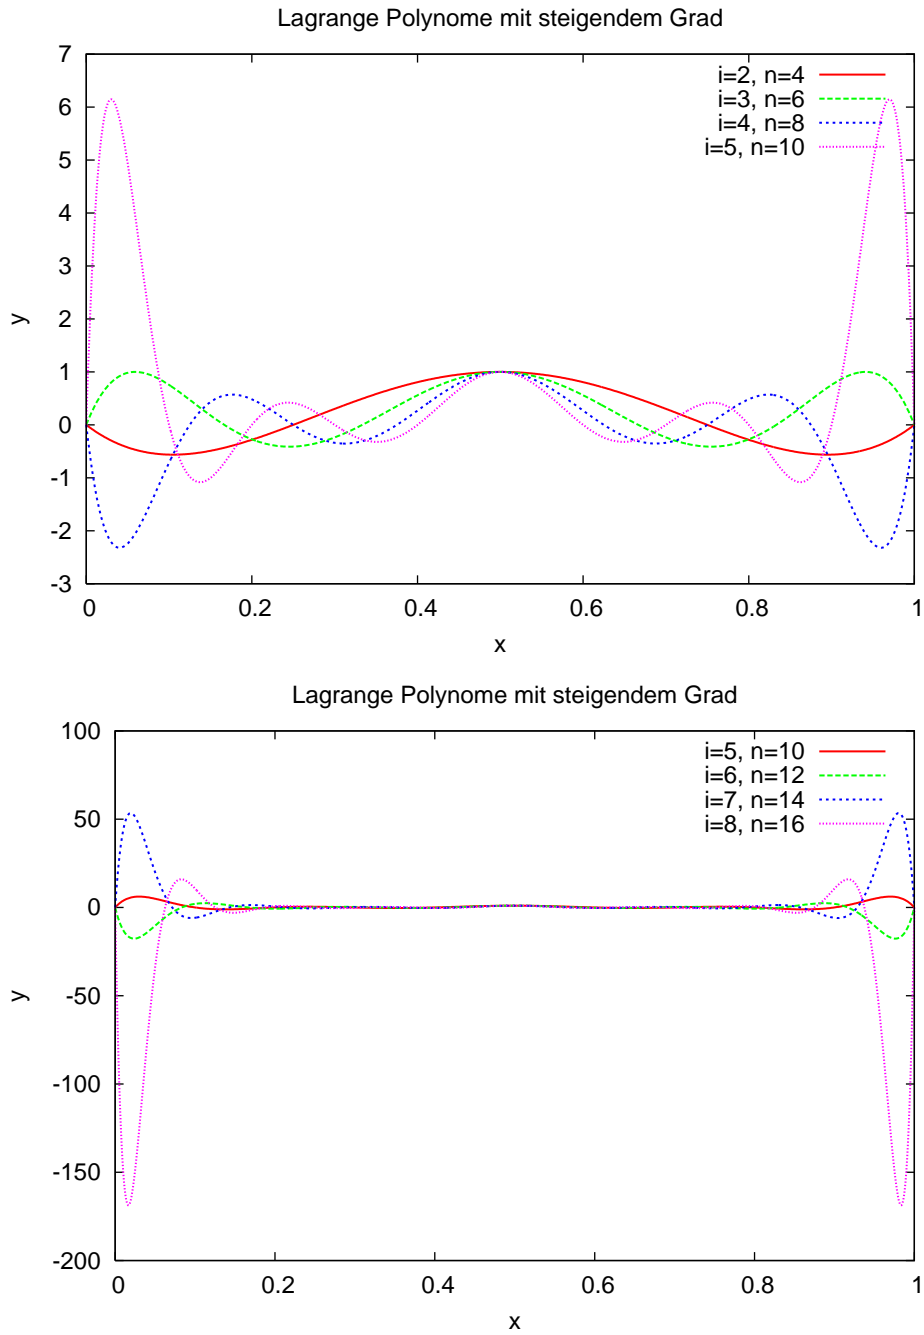 Lagrange Polynome mit steigendem Grad
7
6
5
4
3
2
1
0
-1
-2
-3
y
i=2, n=4
i=3, n=6
i=4, n=8
i=5, n=10
0 0.2 0.4 0.6 0.8 1
x
Lagrange Polynome mit steigendem Grad
100
50
0
-50
-100
-150
-200
y
i=5, n=10
i=6, n=12
i=7, n=14
i=8, n=16
0 0.2 0.4 0.6 0.8 1
x